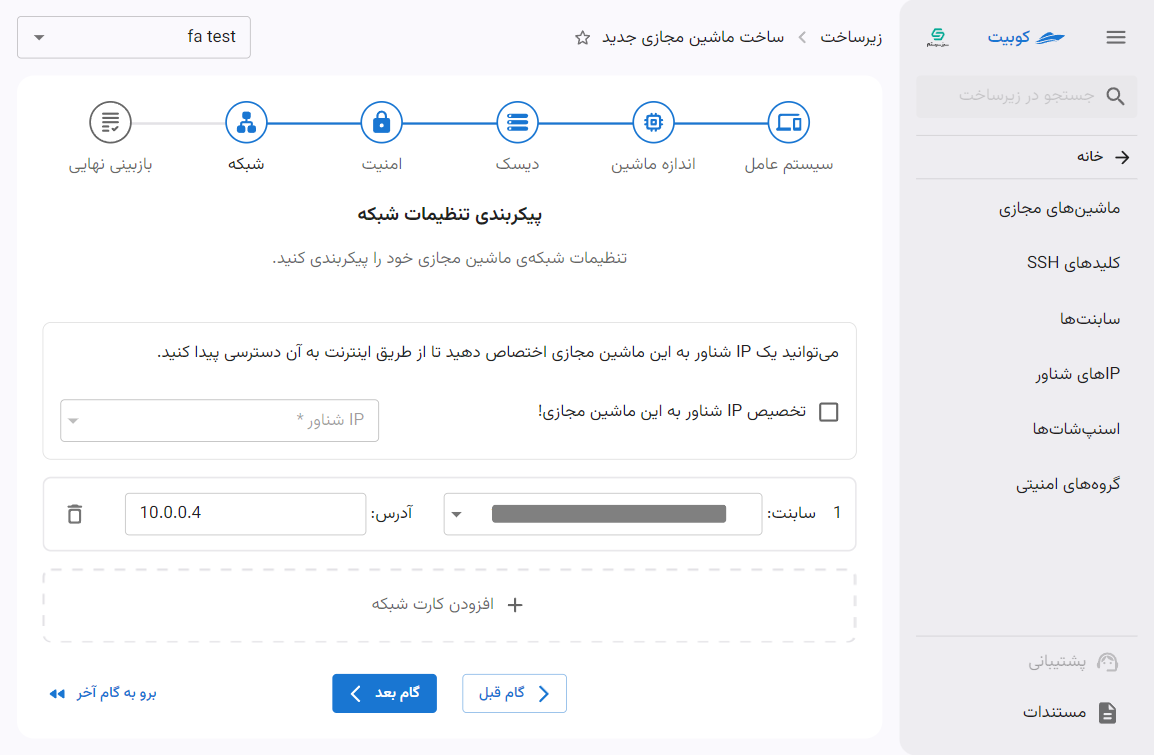 کوبیت
زیرساخت
ساخت ماشین مجازی جدید
fa test
جستجو در زیرساخت
خانه
ماشین‌های مجازی
کلیدهای SSH
سابنت‌ها
IPهای شناور
اسنپ‌شات‌ها
گروه‌های امنیتی
پشتیبانی
مستندات
سیستم عامل
اندازه ماشین
دیسک
امنیت
شبکه
بازبینی نهایی
پیکربندی تنظیمات شبکه
تنظیمات شبکه‌ی ماشین مجازی خود را پیکربندی کنید.
می‌توانید یک IP شناور به این ماشین مجازی اختصاص دهید تا از طریق اینترنت به آن دسترسی پیدا کنید.
تخصیص IP شناور به این ماشین مجازی!
IP شناور *
1 سابنت:
آدرس: 10.0.0.4
افزودن کارت شبکه
گام قبل
گام بعد
برو به گام آخر